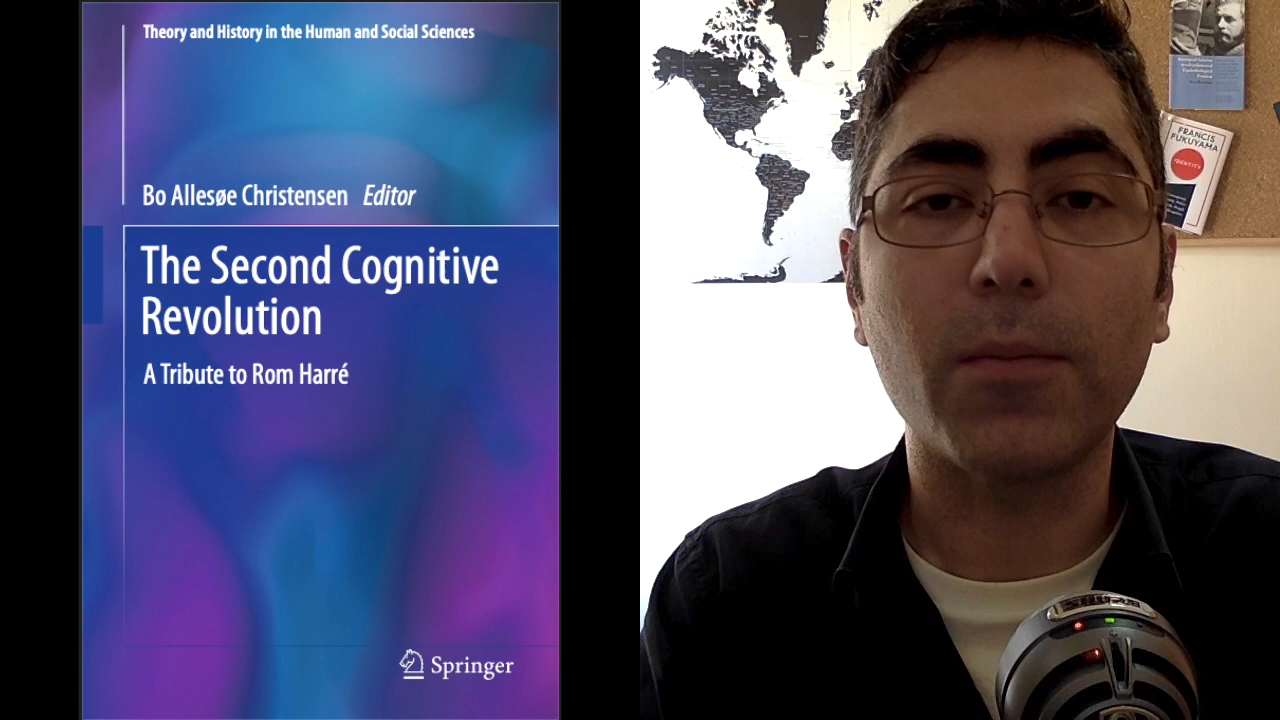 Theory and History in the Human and Social Sciences
Bo Allesøe Christensen Editor
The Second Cognitive
Revolution
A Tribute to Rom Harré
Springer
FRANCIS
FUKUYAMA
IDENTITY